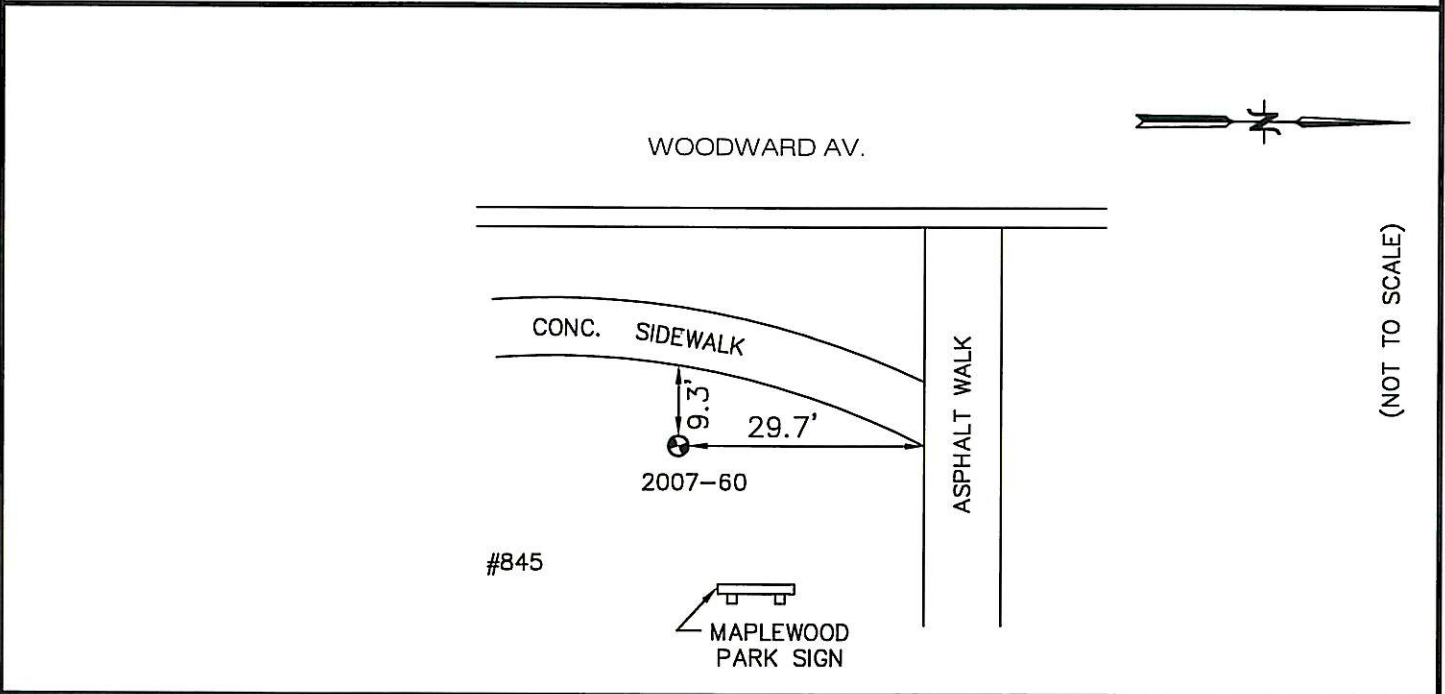 WOODWARD AV.
N
(NOT TO SCALE)
CONC. SIDEWALK
9.3'
29.7'
2007-60
ASPHALT WALK
#845
MAPLEWOOD
PARK SIGN